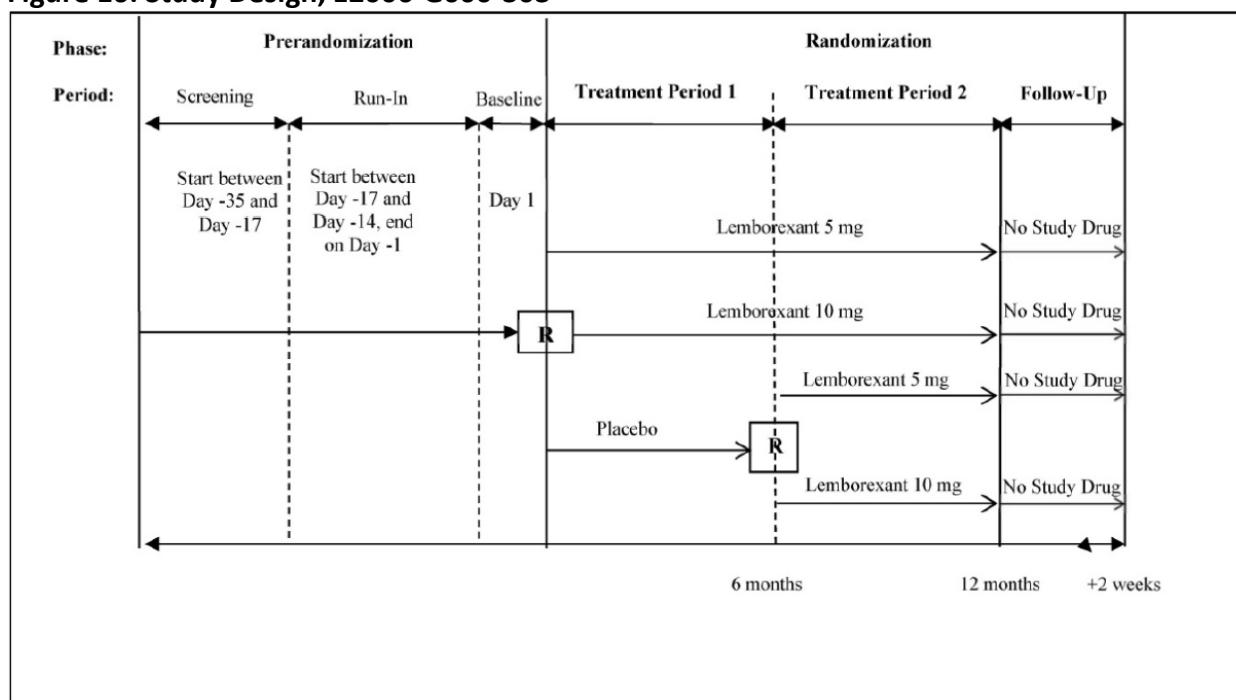 Study Design, E2006-G000-303
Phase:
Prerandomization
Randomization
Period:
Screening
Run-In
Baseline
Treatment Period 1
Treatment Period 2
Follow-Up
Start between
Day -35 and
Day -17
Start between
Day -17 and
Day -14, end
on Day -1
Day 1
Lemborexant 5 mg
No Study Drug
Lemborexant 10 mg
No Study Drug
R
Lemborexant 5 mg
No Study Drug
Placebo
R
Lemborexant 10 mg
No Study Drug
6 months
12 months
+2 weeks